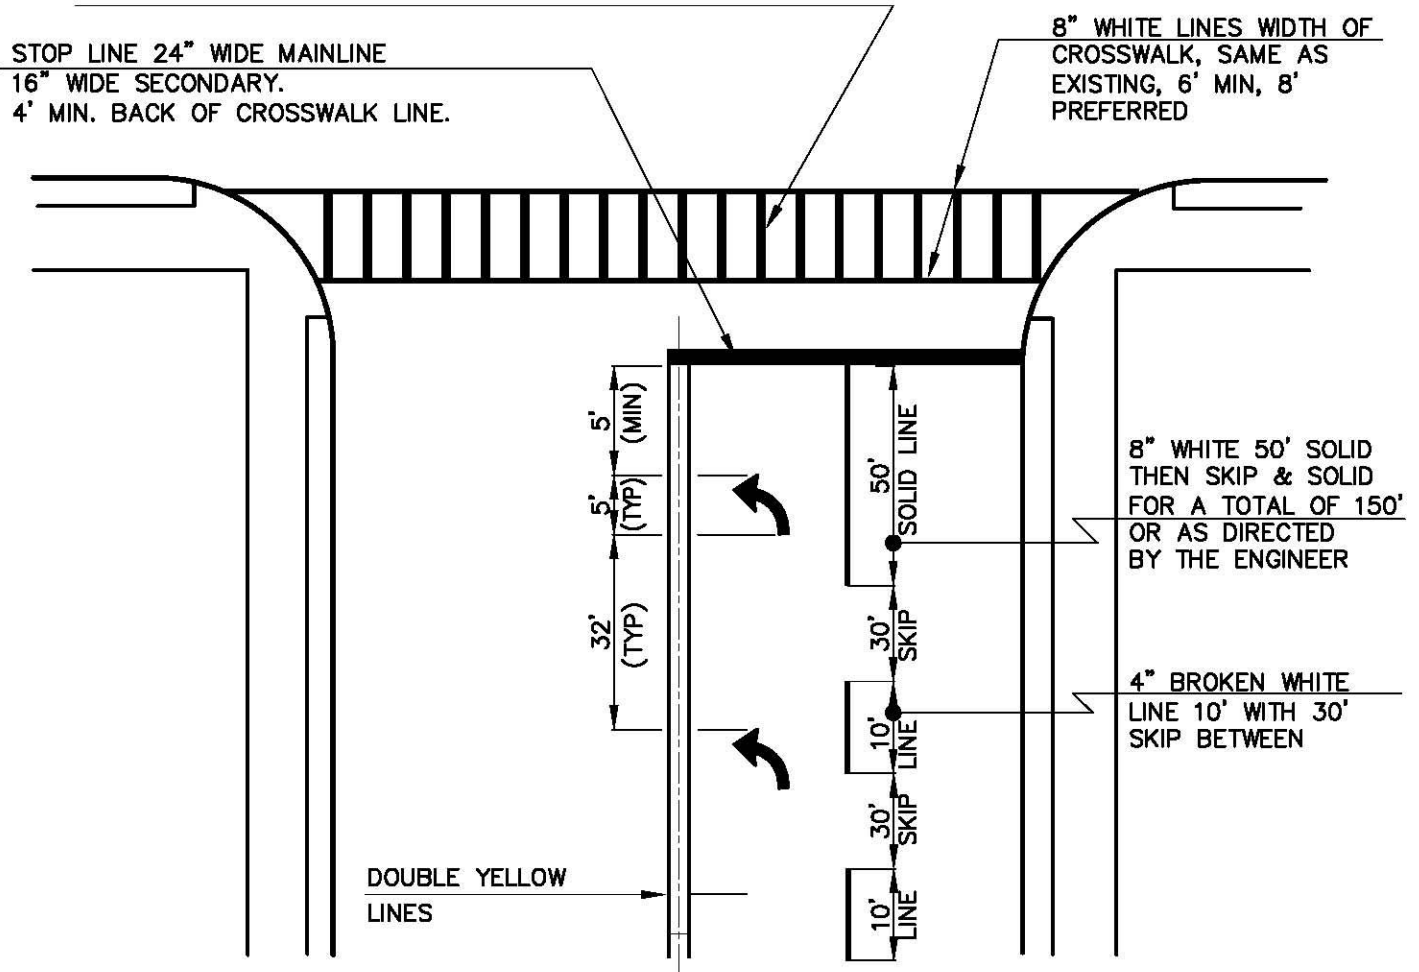 STOP LINE 24" WIDE MAINLINE
16" WIDE SECONDARY.
4' MIN. BACK OF CROSSWALK LINE.
8" WHITE LINES WIDTH OF
CROSSWALK, SAME AS
EXISTING, 6' MIN, 8'
PREFERRED
5'
(MIN)
5'
(TYP)
32'
(TYP)
50'
SOLID LINE
30'
SKIP
10'
LINE
30'
SKIP
10'
LINE
8" WHITE 50' SOLID
THEN SKIP & SOLID
FOR A TOTAL OF 150'
OR AS DIRECTED
BY THE ENGINEER
4" BROKEN WHITE
LINE 10' WITH 30'
SKIP BETWEEN
DOUBLE YELLOW
LINES